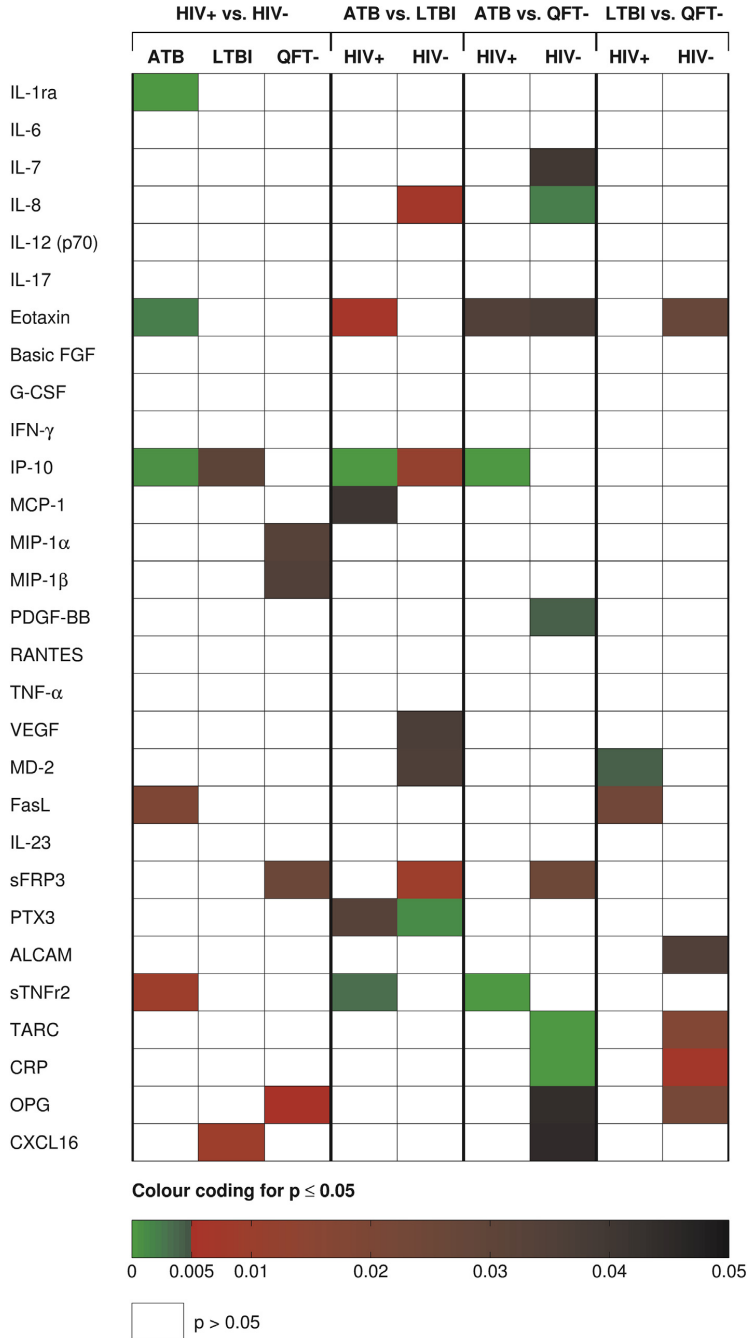 HIV+ vs. HIV- ATB vs. LTBI ATB vs. QFT- LTBI vs. QFT-
ATB LTBI QFT- HIV+ HIV- HIV+ HIV- HIV+ HIV-
IL-1ra
IL-6
IL-7
IL-8
IL-12 (p70)
IL-17
Eotaxin
Basic FGF
G-CSF
IFN-γ
IP-10
MCP-1
MIP-1α
MIP-1β
PDGF-BB
RANTES
TNF-α
VEGF
MD-2
FasL
IL-23
sFRP3
PTX3
ALCAM
sTNFr2
TARC
CRP
OPG
CXCL16
Colour coding for p ≤ 0.05
0 0.005 0.01 0.02 0.03 0.04 0.05
p > 0.05